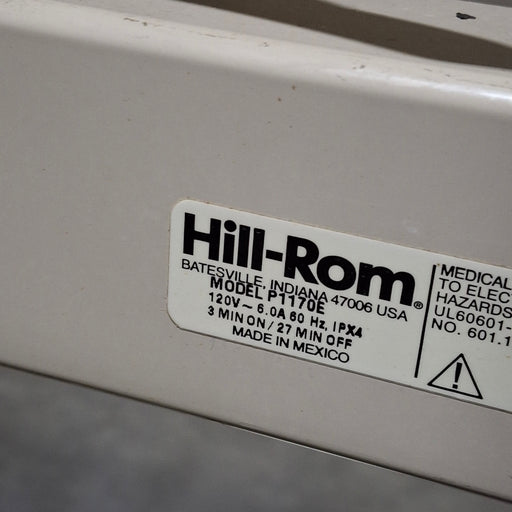 Hill-Rom®
BATESVILLE, INDIANA 47006 USA
MODEL P1170E
120V~ 6.0A 60 Hz, IPX4
3 MIN ON / 27 MIN OFF
MADE IN MEXICO
MEDICAL
TO ELECT
HAZARDS
UL60601-
NO. 601.1